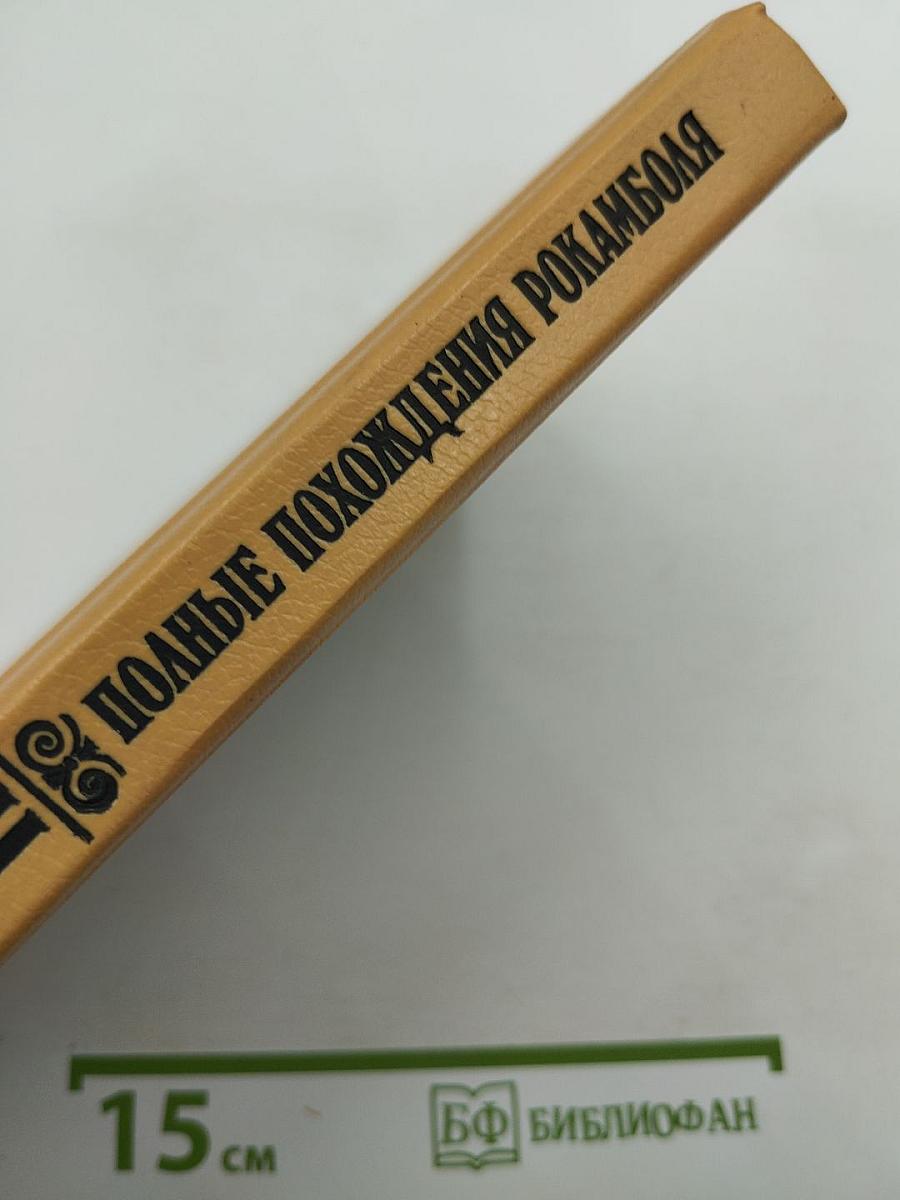 ПОЛНЫЕ ПОХОЖДЕНИЯ РОКАМБОЛЯ
15 см
БФ БИБЛИОФАН